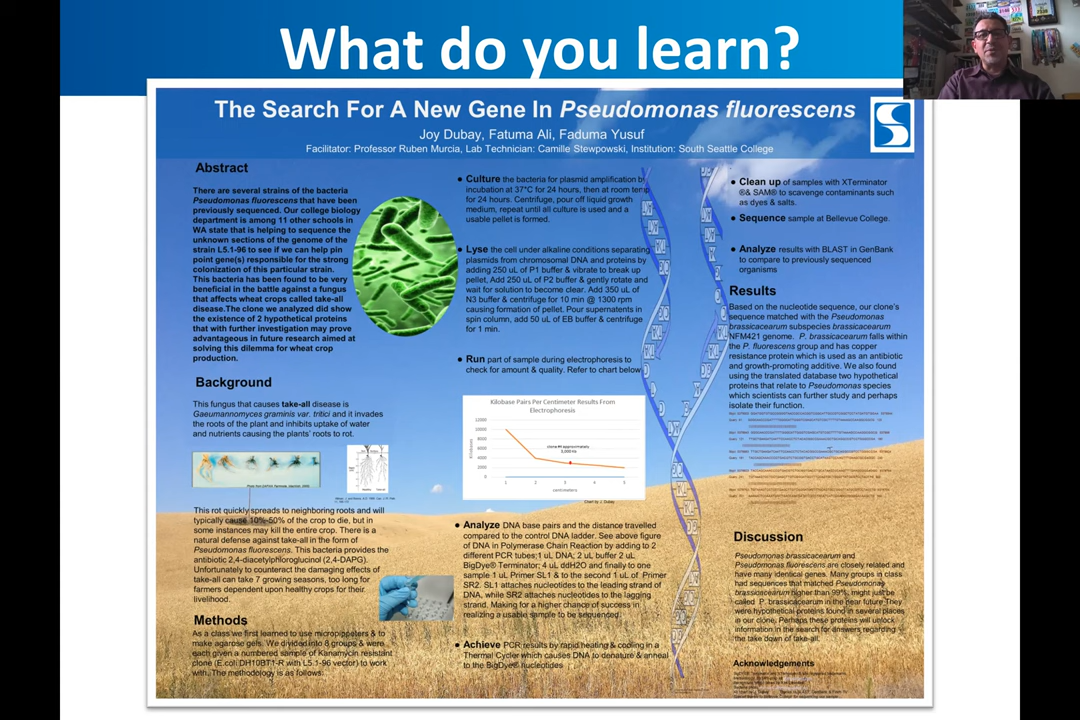 What do you learn?
The Search For A New Gene In Pseudomonas fluorescens
Joy Dubay, Fatuma Ali, Faduma Yusuf
Facilitator: Professor Ruben Murcia, Lab Technician: Camille Stewpowski, Institution: South Seattle College
Abstract
There are several strains of the bacteria
Pseudomonas fluorescens that have been
previously sequenced. Our college biology
department is among 11 other schools in
WA state that is helping to sequence the
unknown sections of the genome of the
strain L5.1-96 to see if we can help pin
point gene(s) responsible for the strong
colonization of this particular strain.
This bacteria has been found to be very
beneficial in the battle against a fungus
that affects wheat crops called take-all
disease.The clone we analyzed did show
the existence of 2 hypothetical proteins
that with further investigation may prove
advantageous in future research aimed at
solving this dilemma for wheat crop
production.
Background
This fungus that causes take-all disease is
Gaeumannomyces graminis var. tritici and it invades
the roots of the plant and inhibits uptake of water
and nutrients causing the plants' roots to rot.
This rot quickly spreads to neighboring roots and will
typically cause 10%-50% of the crop to die, but in
some instances may kill the entire crop. There is a
natural defense against take-all in the form of
Pseudomonas fluorescens. This bacteria provides the
antibiotic 2,4-diacetylphloroglucinol (2,4-DAPG).
Unfortunately to counteract the damaging effects of
take-all can take 7 growing seasons, too long for
farmers dependent upon healthy crops for their
livelihood.
Methods
As a class we first learned to use micropipetters & to
make agarose gels. We divided into 8 groups & were
each given a numbered sample of Kanamycin resistant
clone (E.coli DH10BT1-R with L5.1-96 vector) to work
with. The methodology is as follows:
• Culture the bacteria for plasmid amplification by
incubation at 37°C for 24 hours, then at room temp
for 24 hours. Centrifuge, pour off liquid growth
medium, repeat until all culture is used and a
usable pellet is formed.
• Lyse the cell under alkaline conditions separating
plasmids from chromosomal DNA and proteins by
adding 250 uL of P1 buffer & vibrate to break up
pellet, Add 250 uL of P2 buffer & gently rotate and
wait for solution to become clear. Add 350 uL of
N3 buffer & centrifuge for 10 min @ 1300 rpm
causing formation of pellet. Pour supernatents in
spin column, add 50 uL of EB buffer & centrifuge
for 1 min.
• Run part of sample during electrophoresis to
check for amount & quality. Refer to chart below
Kilobase Pairs Per Centimeter Results From
Electrophoresis
Kilobases
12000
10000
8000
6000
4000
2000
0
clone #9 approximately
3,000 kb
1 2 3 4 5
centimeters
Chart by J. Dubay
• Analyze DNA base pairs and the distance travelled
compared to the control DNA ladder. See above figure
of DNA in Polymerase Chain Reaction by adding to 2
different PCR tubes;1 uL DNA; 2 uL buffer 2 uL
BigDye® Terminator; 4 uL ddH2O and finally to one
sample 1 uL Primer SL1 & to the second 1 uL of Primer
SR2. SL1 attaches nucleotides to the leading strand of
DNA, while SR2 attaches nucleotides to the lagging
strand. Making for a higher chance of success in
realizing a usable sample to be sequenced.
• Achieve PCR results by rapid heating & cooling in a
Thermal Cycler which causes DNA to denature & anneal
to the BigDye® nucleotides
• Clean up of samples with XTerminator
®& SAM® to scavenge contaminants such
as dyes & salts.
• Sequence sample at Bellevue College.
• Analyze results with BLAST in GenBank
to compare to previously sequenced
organisms
Results
Based on the nucleotide sequence, our clone's
sequence matched with the Pseudomonas
brassicacearum subspecies brassicacearum
NFM421 genome. P. brassicacearum falls within
the P. fluorescens group and has copper
resistance protein which is used as an antibiotic
and growth-promoting additive. We also found
using the translated database two hypothetical
proteins that relate to Pseudomonas species
which scientists can further study and perhaps
isolate their function.
Discussion
Pseudomonas brassicacearum and
Pseudomonas fluorescens are closely related and
have many identical genes. Many groups in class
had sequences that matched Pseudomonas
brassicacearum higher than 99%, might just be
called P. brassicacearum in the near future.They
were hypothetical proteins found in several places
in our clone. Perhaps these proteins will unlock
information in the search for answers regarding
the take down of take-all.
Acknowledgements